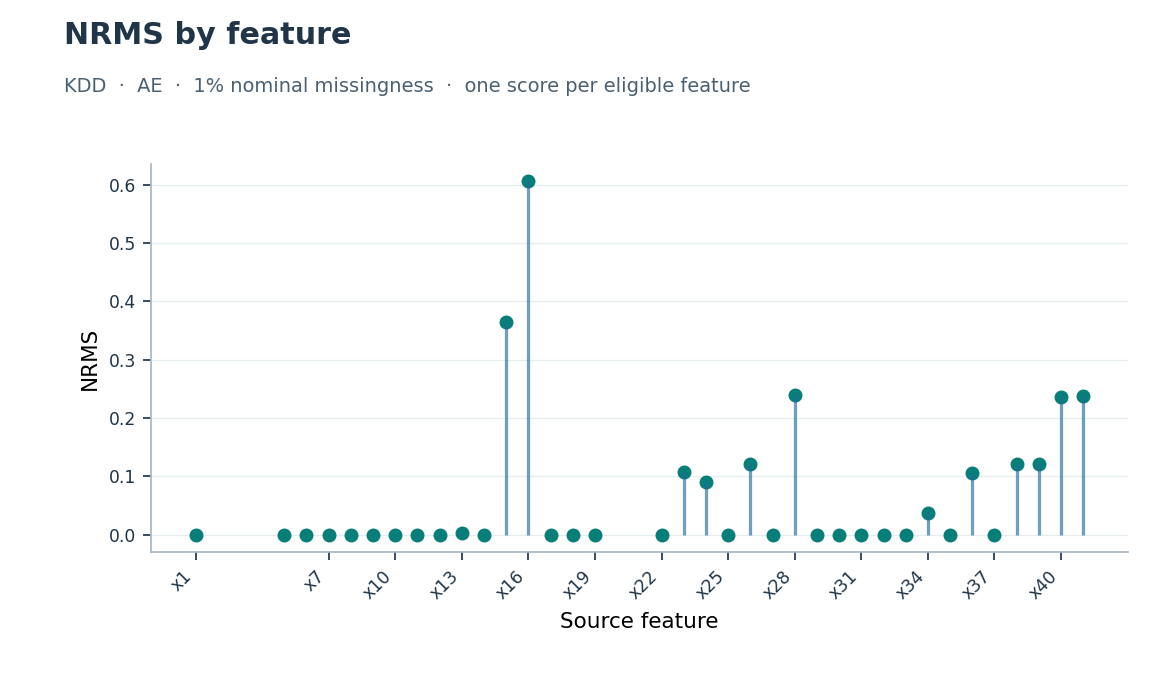 NRMS by feature
KDD · AE · 1% nominal missingness · one score per eligible feature
0.6
0.5
0.4
0.3
0.2
0.1
0.0
NRMS
x1
x7
x10
x13
x16
x19
x22
x25
x28
x31
x34
x37
x40
Source feature